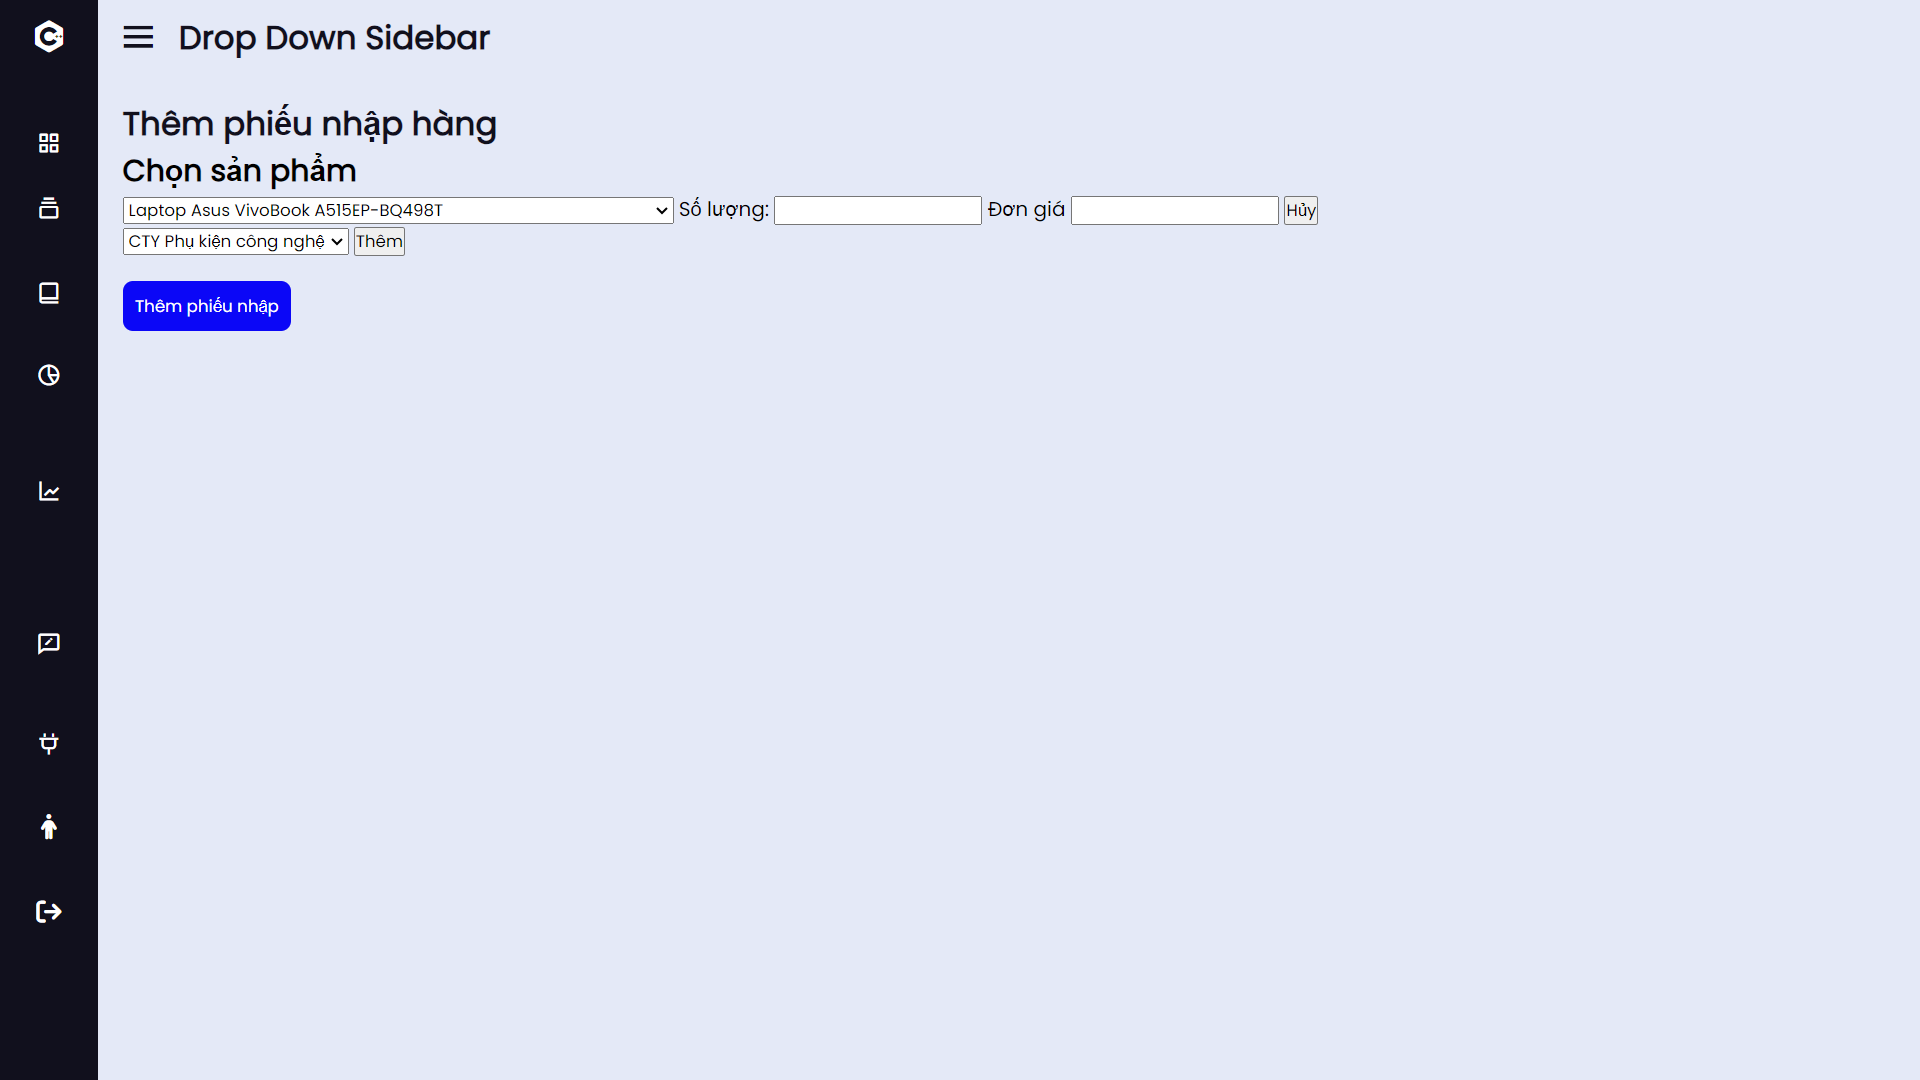 Drop Down Sidebar
Thêm phiếu nhập hàng
Chọn sản phẩm
Laptop Asus VivoBook A515EP-BQ498T Số lượng: Đơn giá Hủy
CTY Phụ kiện công nghệ Thêm
Thêm phiếu nhập